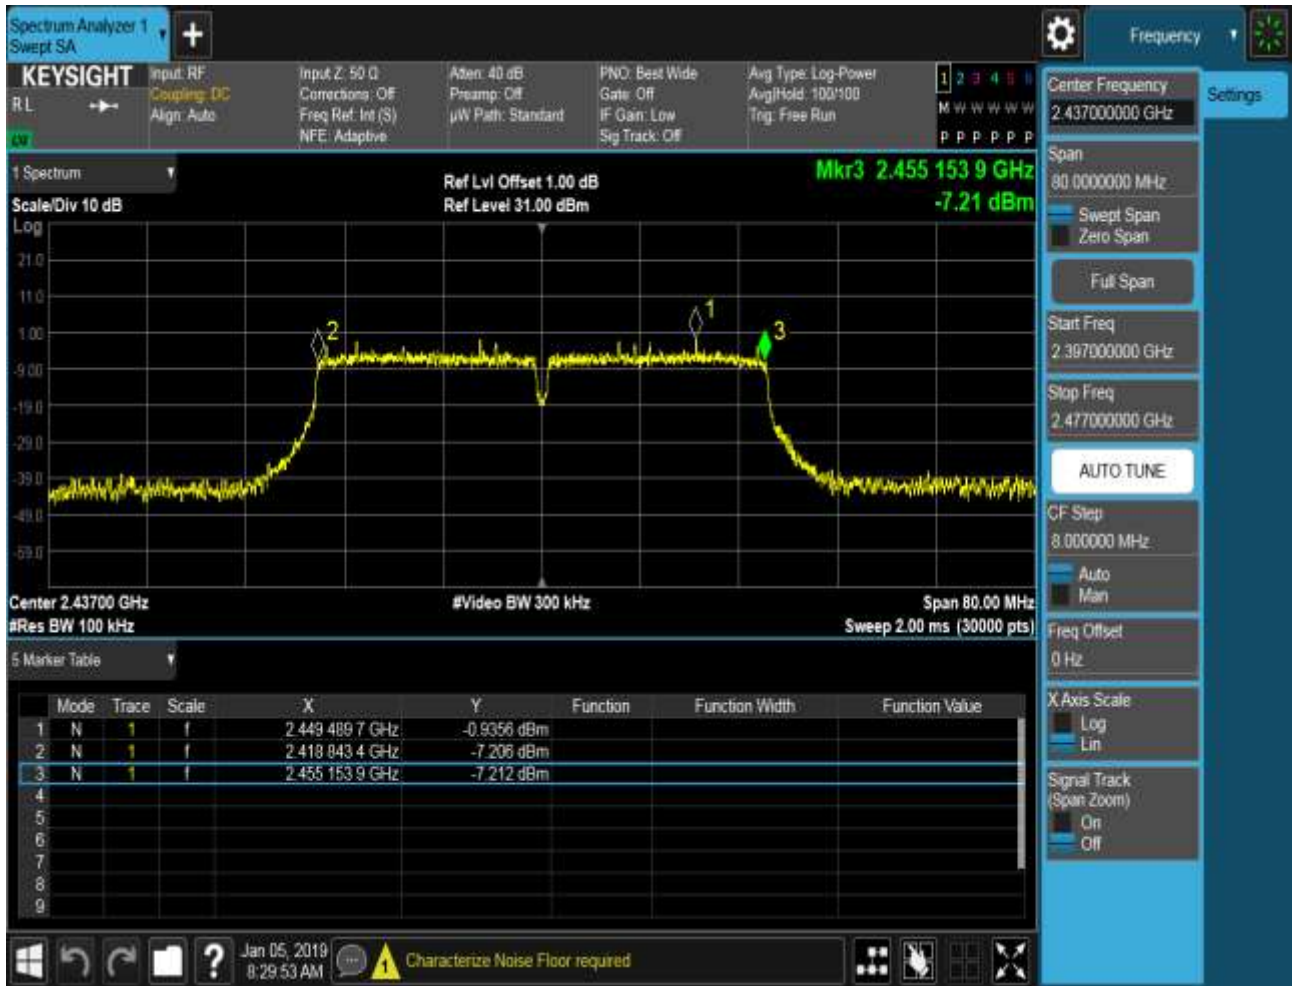 Spectrum Analyzer 1
Swept SA
+
Frequency
KEYSIGHT
R L
Input: RF
Coupling: DC
Align: Auto
Input Z: 50 Ω
Corrections: Off
Freq Ref: Int (S)
NFE: Adaptive
Atten: 40 dB
Preamp: Off
µW Path: Standard
PNO: Best Wide
Gate: Off
IF Gain: Low
Sig Track: Off
Avg Type: Log-Power
Avg|Hold: 100/100
Trig: Free Run
1 2 3 4 5 6
M W W W W W
P P P P P P
Settings
1 Spectrum
Scale/Div 10 dB
Ref Lvl Offset 1.00 dB
Ref Level 31.00 dBm
Mkr3 2.455 153 9 GHz
-7.21 dBm
Log
21.0
11.0
1.00
-9.00
-19.0
-29.0
-39.0
-49.0
-59.0
2
1
3
Center 2.43700 GHz
#Video BW 300 kHz
Span 80.00 MHz
#Res BW 100 kHz
Sweep 2.00 ms (30000 pts)
5 Marker Table
Mode Trace Scale X Y Function Function Width Function Value
1 N 1 f 2.449 489 7 GHz -0.9356 dBm
2 N 1 f 2.418 843 4 GHz -7.206 dBm
3 N 1 f 2.455 153 9 GHz -7.212 dBm
4
5
6
7
8
9
Center Frequency
2.437000000 GHz
Span
80.0000000 MHz
Swept Span
Zero Span
Full Span
Start Freq
2.397000000 GHz
Stop Freq
2.477000000 GHz
AUTO TUNE
CF Step
8.000000 MHz
Auto
Man
Freq Offset
0 Hz
X Axis Scale
Log
Lin
Signal Track
(Span Zoom)
On
Off
?
Jan 05, 2019
8:29:53 AM
1
Characterize Noise Floor required